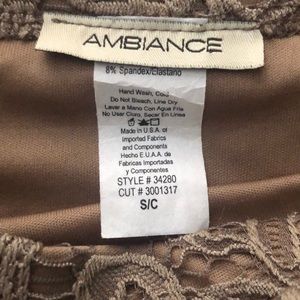 AMBIANCE
8% Spandex/Elastano
Hand Wash, Cold
Do Not Bleach, Line Dry
Lavar a Mano Con Agua Fria
No Usar Cloro, Secar En Linea
Made in U.S.A. of
imported Fabrics
and Components
Hecho E.U.A.A. de
Fabricas Importadas
y Componentes
STYLE # 34280
CUT # 3001317
S/C